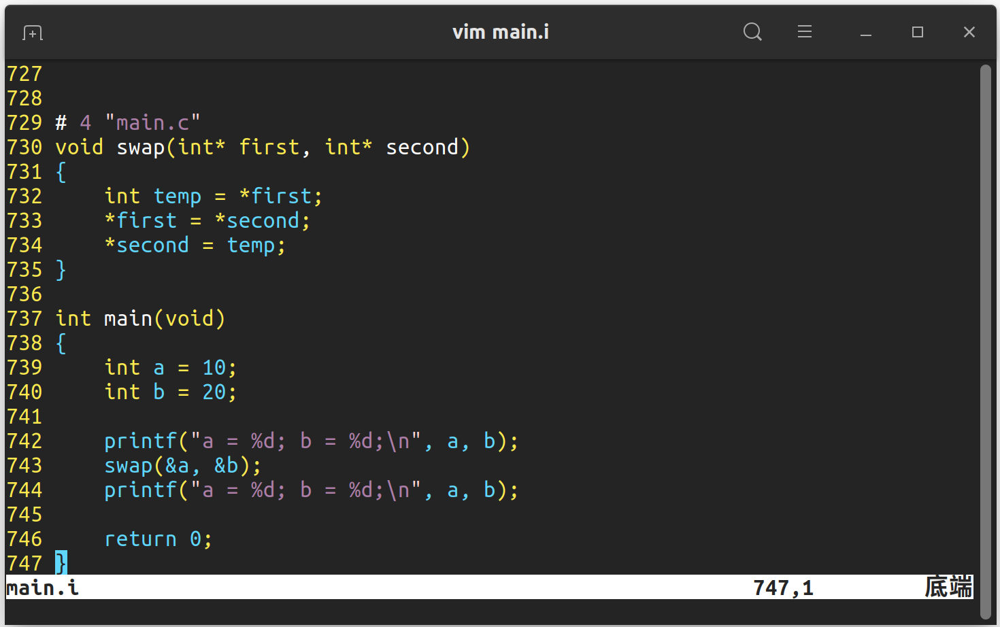 vim main.i
727
728
729 # 4 "main.c"
730 void swap(int* first, int* second)
731 {
732     int temp = *first;
733     *first = *second;
734     *second = temp;
735 }
736
737 int main(void)
738 {
739     int a = 10;
740     int b = 20;
741
742     printf("a = %d; b = %d;\n", a, b);
743     swap(&a, &b);
744     printf("a = %d; b = %d;\n", a, b);
745
746     return 0;
747 }
main.i 747,1 底端